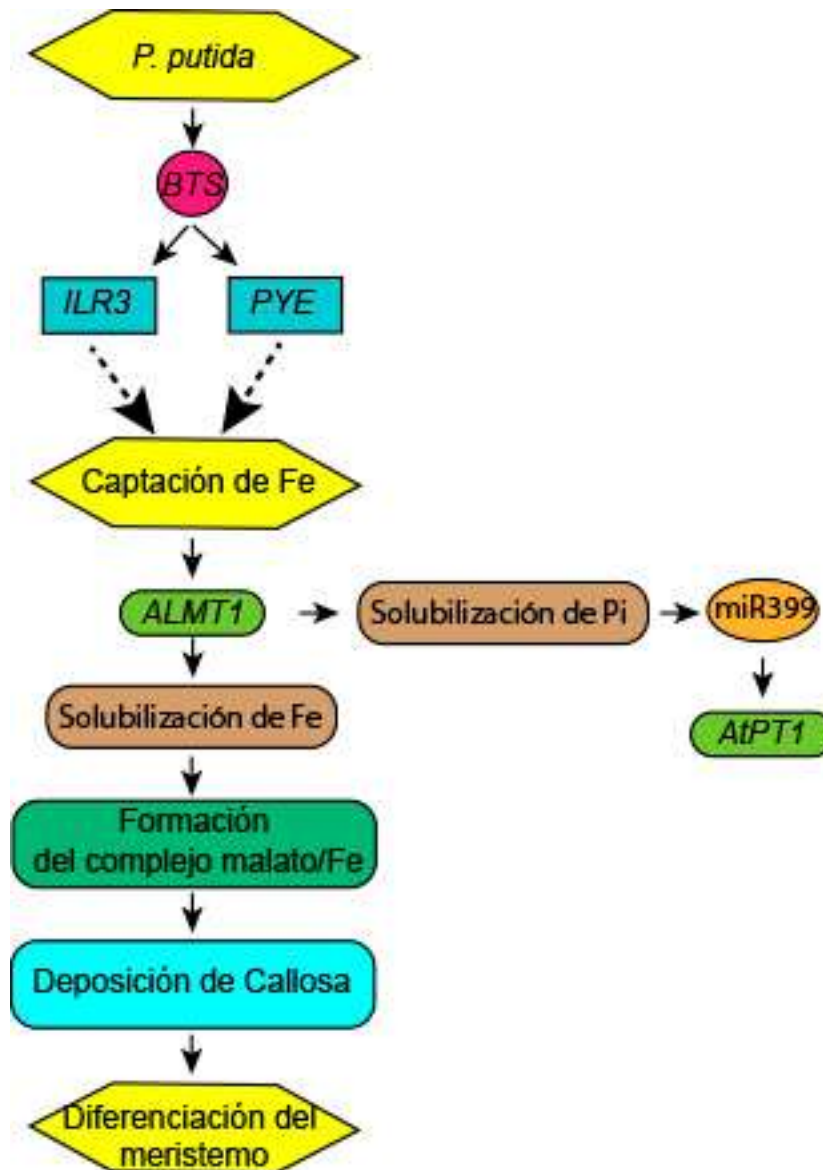 P. putida
BTS
ILR3 PYE
Captación de Fe
ALMT1 Solubilización de Pi miR399
Solubilización de Fe AtPT1
Formación
del complejo malato/Fe
Deposición de Callosa
Diferenciación del
meristemo